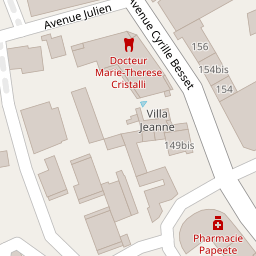 Avenue Julien
Avenue Cyrille Besset
156
154bis
154
Docteur
Marie-Therese
Cristalli
Villa
Jeanne
149bis
Pharmacie
Papeete